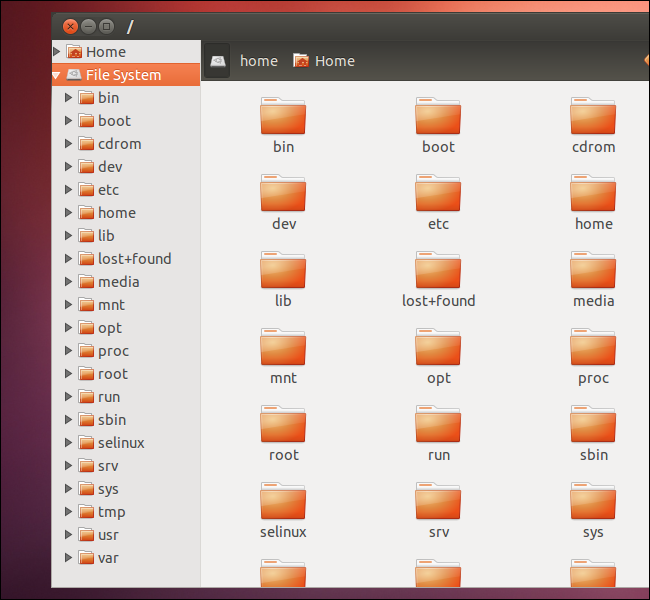 /
Home
File System
bin
boot
cdrom
dev
etc
home
lib
lost+found
media
mnt
opt
proc
root
run
sbin
selinux
srv
sys
tmp
usr
var
home Home
bin boot cdrom
dev etc home
lib lost+found media
mnt opt proc
root run sbin
selinux srv sys